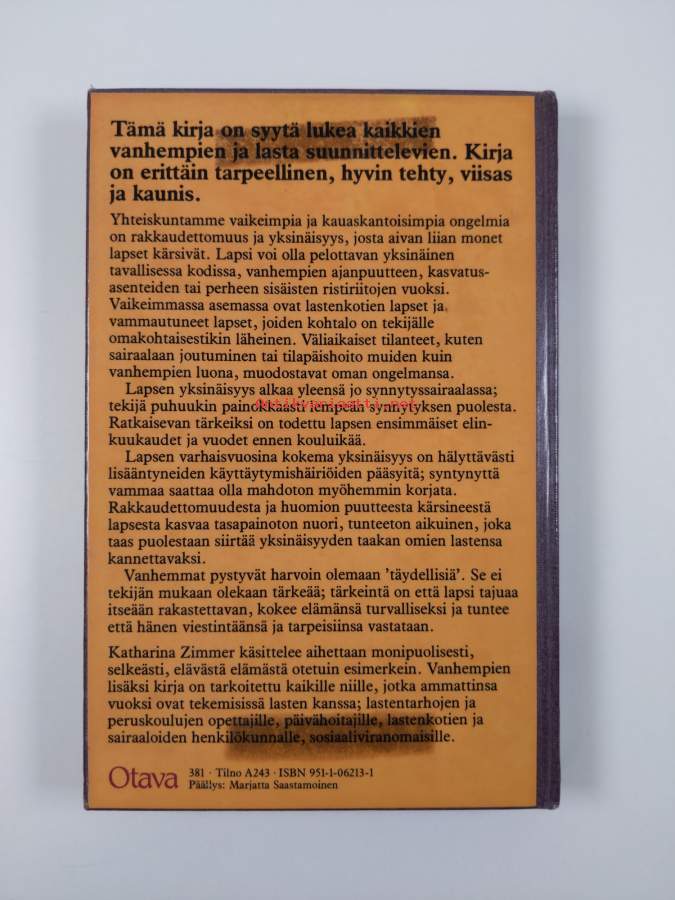 Tämä kirja on syytä lukea kaikkien
vanhempien ja lasta suunnittelevien. Kirja
on erittäin tarpeellinen, hyvin tehty, viisas
ja kaunis.
Yhteiskuntamme vaikeimpia ja kauaskantoisimpia ongelmia
on rakkaudettomuus ja yksinäisyys, josta aivan liian monet
lapset kärsivät. Lapsi voi olla pelottavan yksinäinen
tavallisessa kodissa, vanhempien ajanpuutteen, kasvatus-
asenteiden tai perheen sisäisten ristiriitojen vuoksi.
Vaikeimmassa asemassa ovat lastenkotien lapset ja
vammautuneet lapset, joiden kohtalo on tekijälle
omakohtaisestikin läheinen. Väliaikaiset tilanteet, kuten
sairaalaan joutuminen tai tilapäishoito muiden kuin
vanhempien luona, muodostavat oman ongelmansa.
Lapsen yksinäisyys alkaa yleensä jo synnytyssairaalassa;
tekijä puhuukin painokkaasti lempeän synnytyksen puolesta.
Ratkaisevan tärkeiksi on todettu lapsen ensimmäiset elin-
kuukaudet ja vuodet ennen kouluikää.
Lapsen varhaisvuosina kokema yksinäisyys on hälyttävästi
lisääntyneiden käyttäytymishäiriöiden pääsyitä; syntynyttä
vammaa saattaa olla mahdoton myöhemmin korjata.
Rakkaudettomuudesta ja huomion puutteesta kärsineestä
lapsesta kasvaa tasapainoton nuori, tunteeton aikuinen, joka
taas puolestaan siirtää yksinäisyyden taakan omien lastensa
kannettavaksi.
Vanhemmat pystyvät harvoin olemaan 'täydellisiä'. Se ei
tekijän mukaan olekaan tärkeää; tärkeintä on että lapsi tajuaa
itseään rakastettavan, kokee elämänsä turvalliseksi ja tuntee
että hänen viestintäänsä ja tarpeisiinsa vastataan.
Katharina Zimmer käsittelee aihettaan monipuolisesti,
selkeästi, elävästä elämästä otetuin esimerkein. Vanhempien
lisäksi kirja on tarkoitettu kaikille niille, jotka ammattinsa
vuoksi ovat tekemisissä lasten kanssa; lastentarhojen ja
peruskoulujen opettajille, päivähoitajille, lastenkotien ja
sairaaloiden henkilökunnalle, sosiaaliviranomaisille.
Otava 381 · Tilno A243 · ISBN 951-1-06213-1
Päällys: Marjatta Saastamoinen